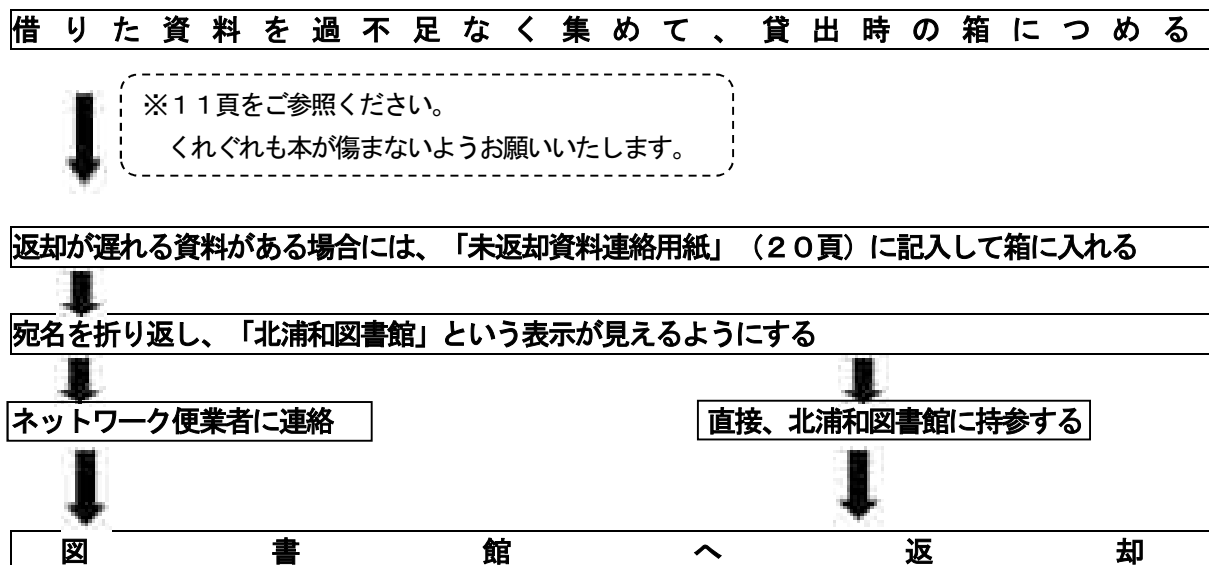 借りた資料を過不足なく集めて、貸出時の箱につめる
※１１頁をご参照ください。
くれぐれも本が傷まないようお願いいたします。
返却が遅れる資料がある場合には、「未返却資料連絡用紙」（２０頁）に記入して箱に入れる
宛名を折り返し、「北浦和図書館」という表示が見えるようにする
ネットワーク便業者に連絡
直接、北浦和図書館に持参する
図書館へ返却